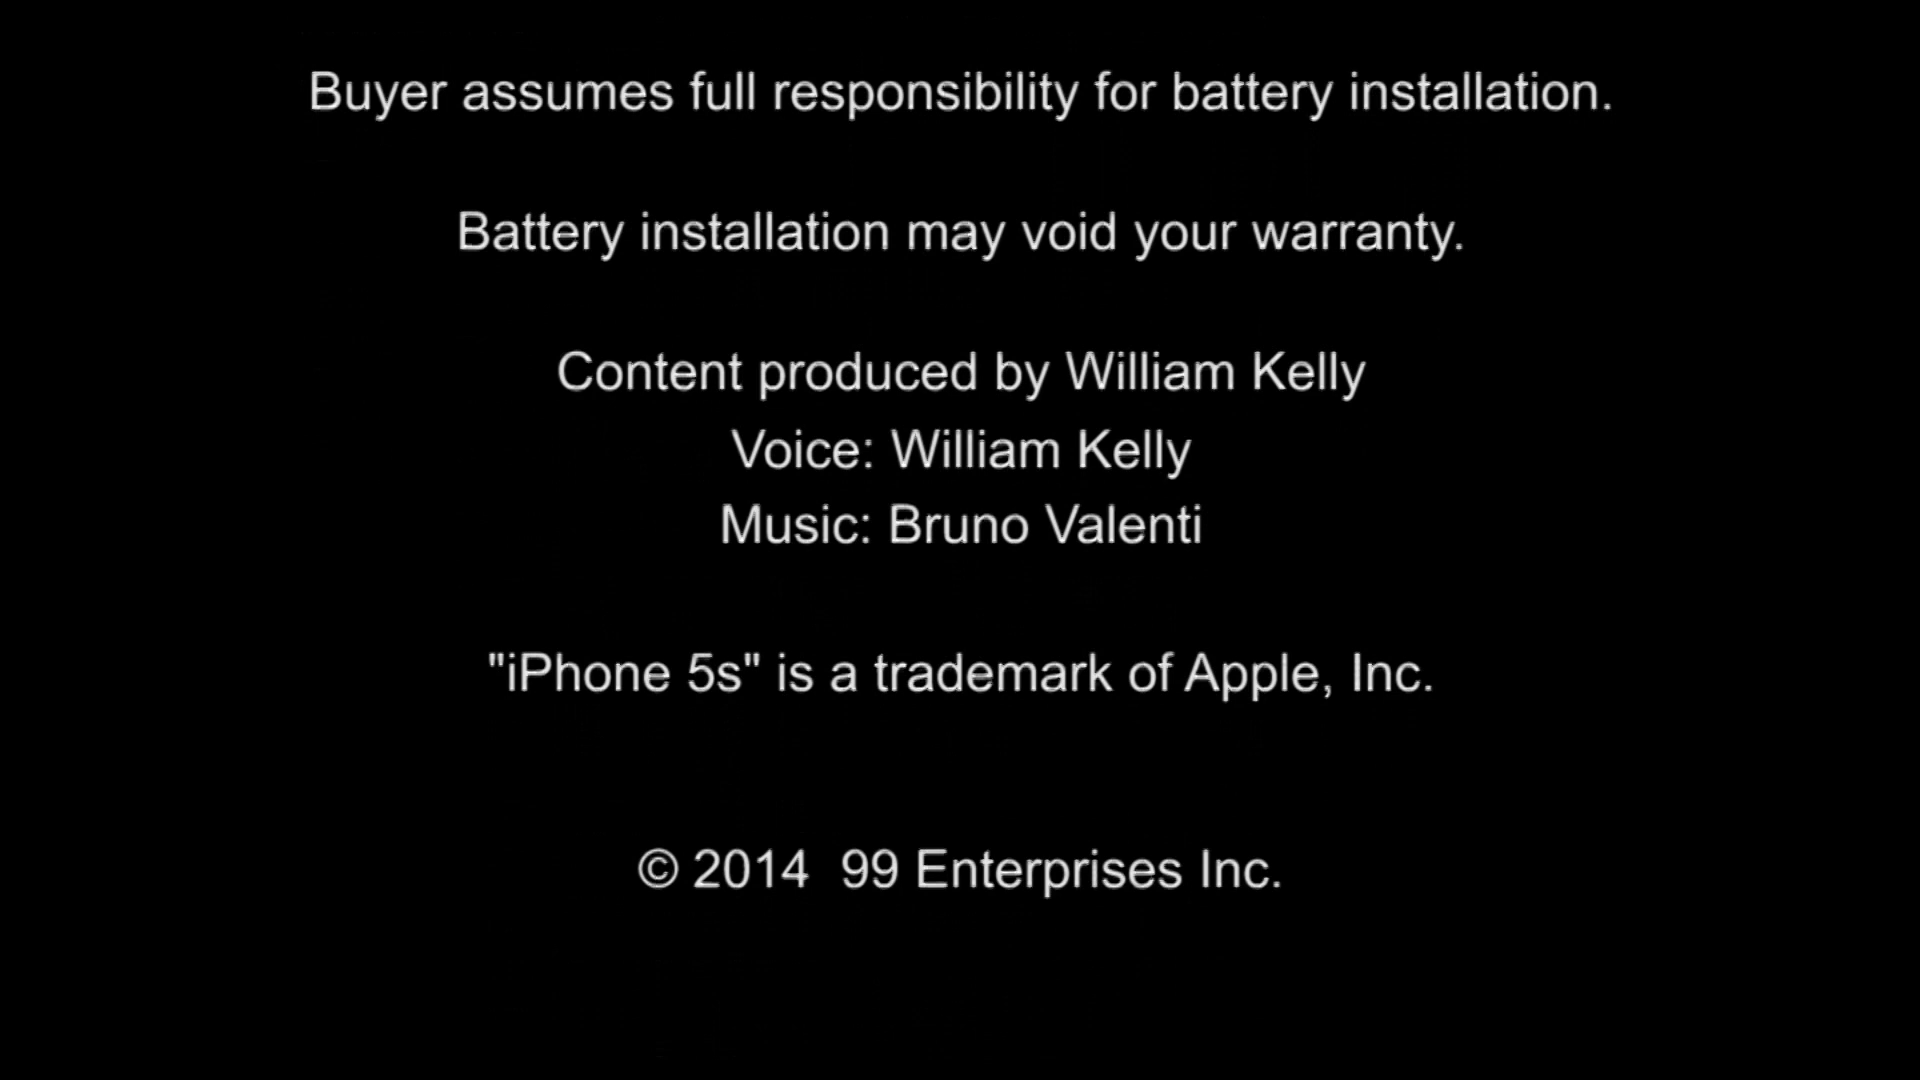 Buyer assumes full responsibility for battery installation.
Battery installation may void your warranty.
Content produced by William Kelly
Voice: William Kelly
Music: Bruno Valenti
"iPhone 5s" is a trademark of Apple, Inc.
© 2014  99 Enterprises Inc.